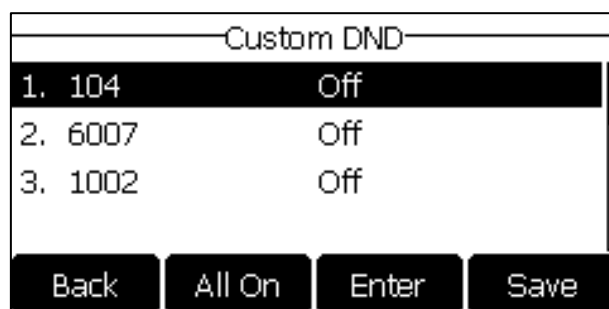 Custom DND
1. 104 Off
2. 6007 Off
3. 1002 Off
Back All On Enter Save